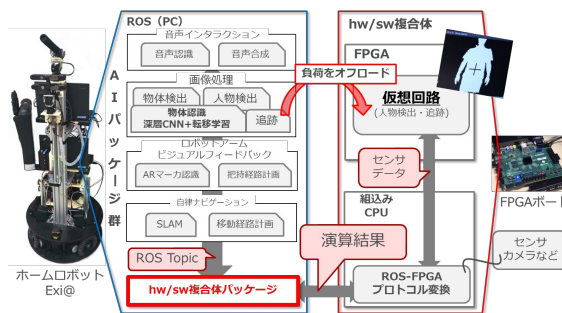 ROS（PC）
音声インタラクション
音声認識
音声合成
AIパッケージ群
画像処理
物体検出
人物検出
物体認識
深層CNN+転移学習
追跡
ロボットアーム
ビジュアルフィードバック
ARマーカ認識
把持経路計画
自律ナビゲーション
SLAM
移動経路計画
ROS Topic
hw/sw複合体パッケージ
ホームロボット
Exi@
負荷をオフロード
演算結果
hw/sw複合体
FPGA
仮想回路
(人物検出・追跡)
センサ
データ
組込み
CPU
ROS-FPGA
プロトコル変換
FPGAボード
センサ
カメラなど